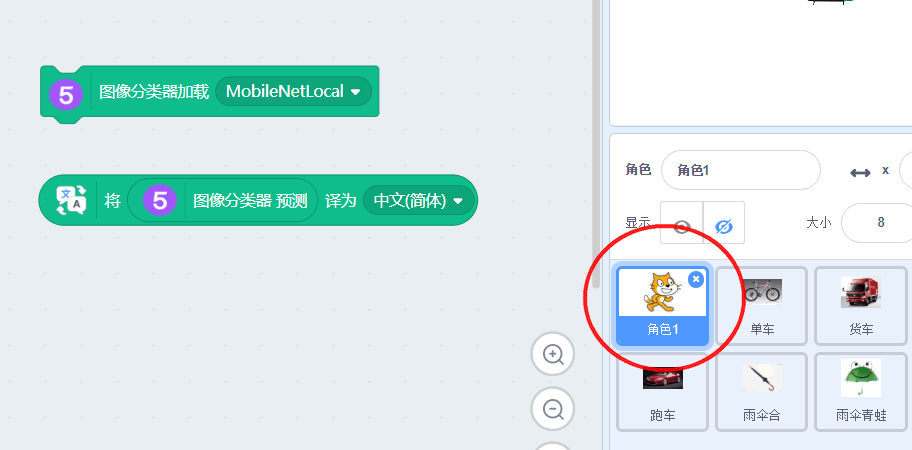 5 图像分类器加载 MobileNetLocal
文 A 将 5 图像分类器 预测 译为 中文(简体)
角色 角色1 x
显示 大小 8
角色1 单车 货车
跑车 雨伞合 雨伞青蛙